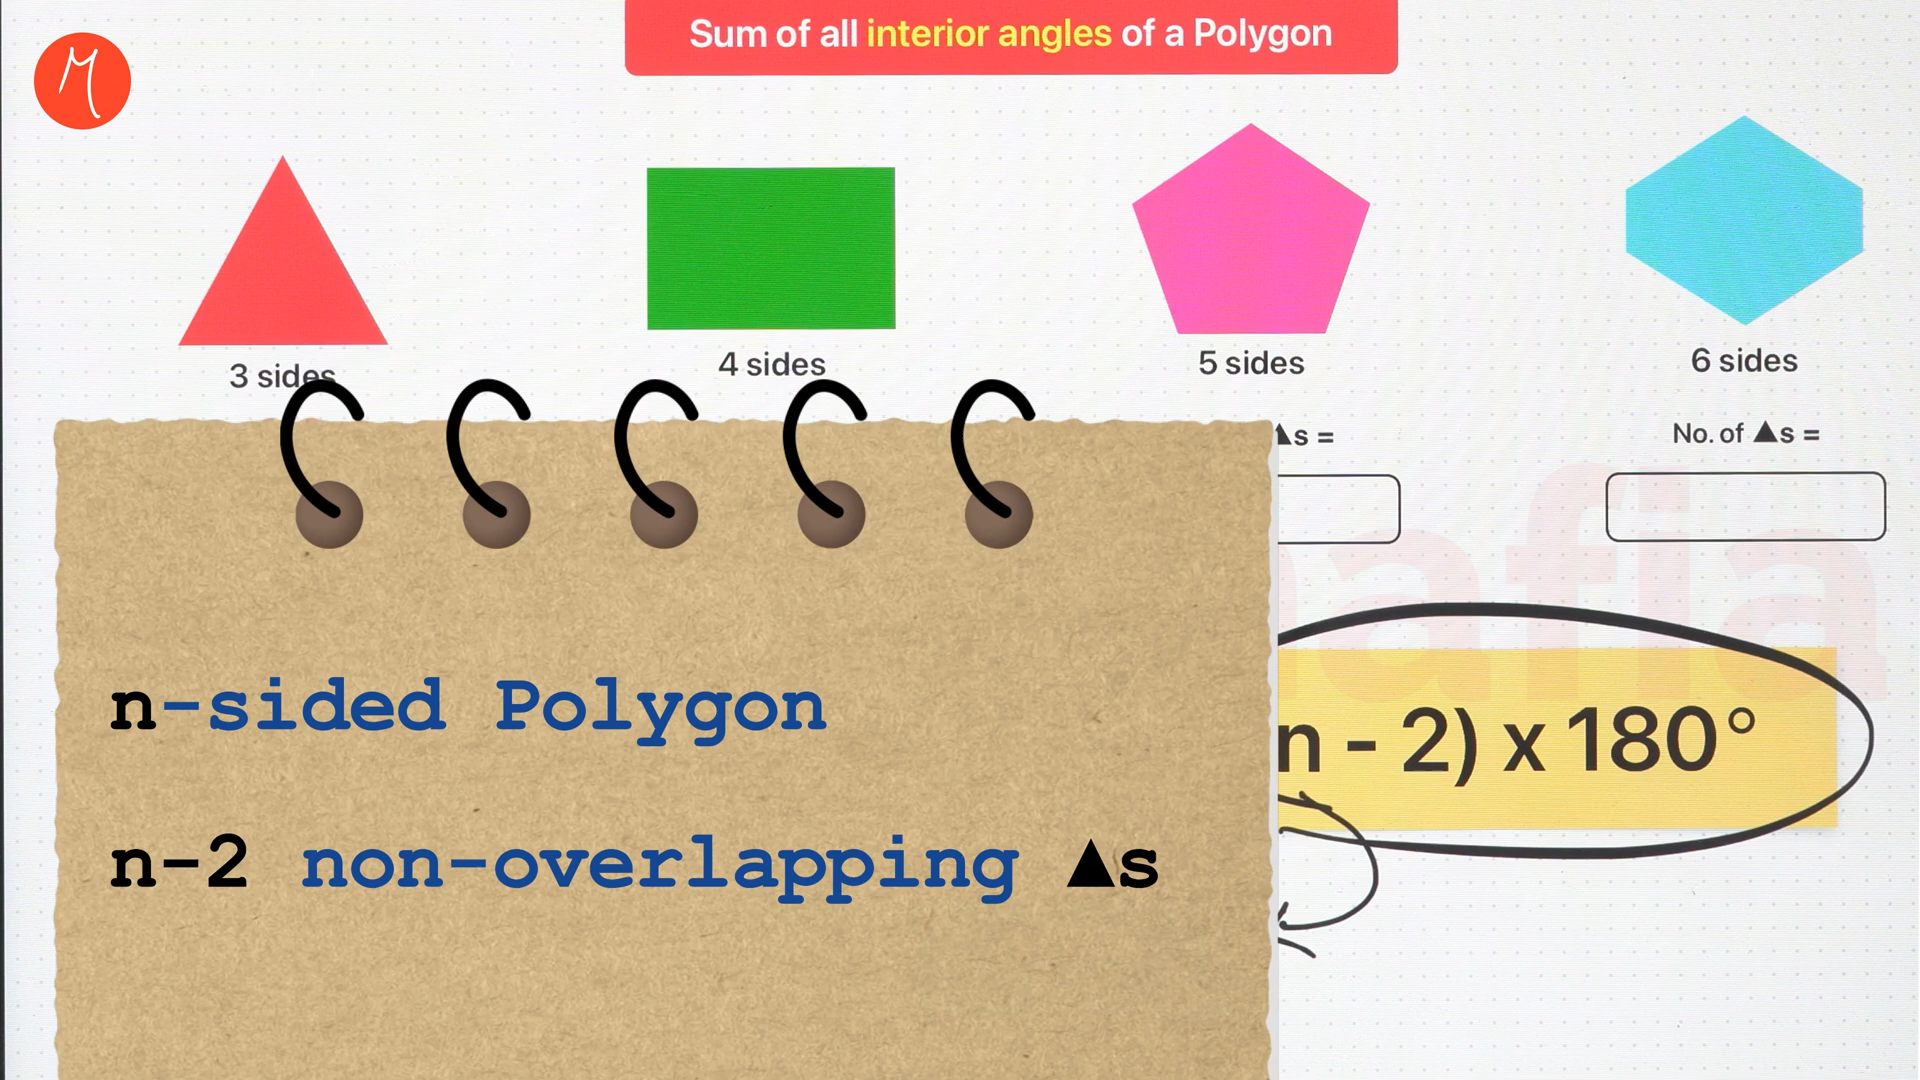 M
Sum of all interior angles of a Polygon
3 sides
4 sides
5 sides
6 sides
▲s =
No. of ▲s =
n-sided Polygon
n - 2) x 180°
n-2 non-overlapping ▲s